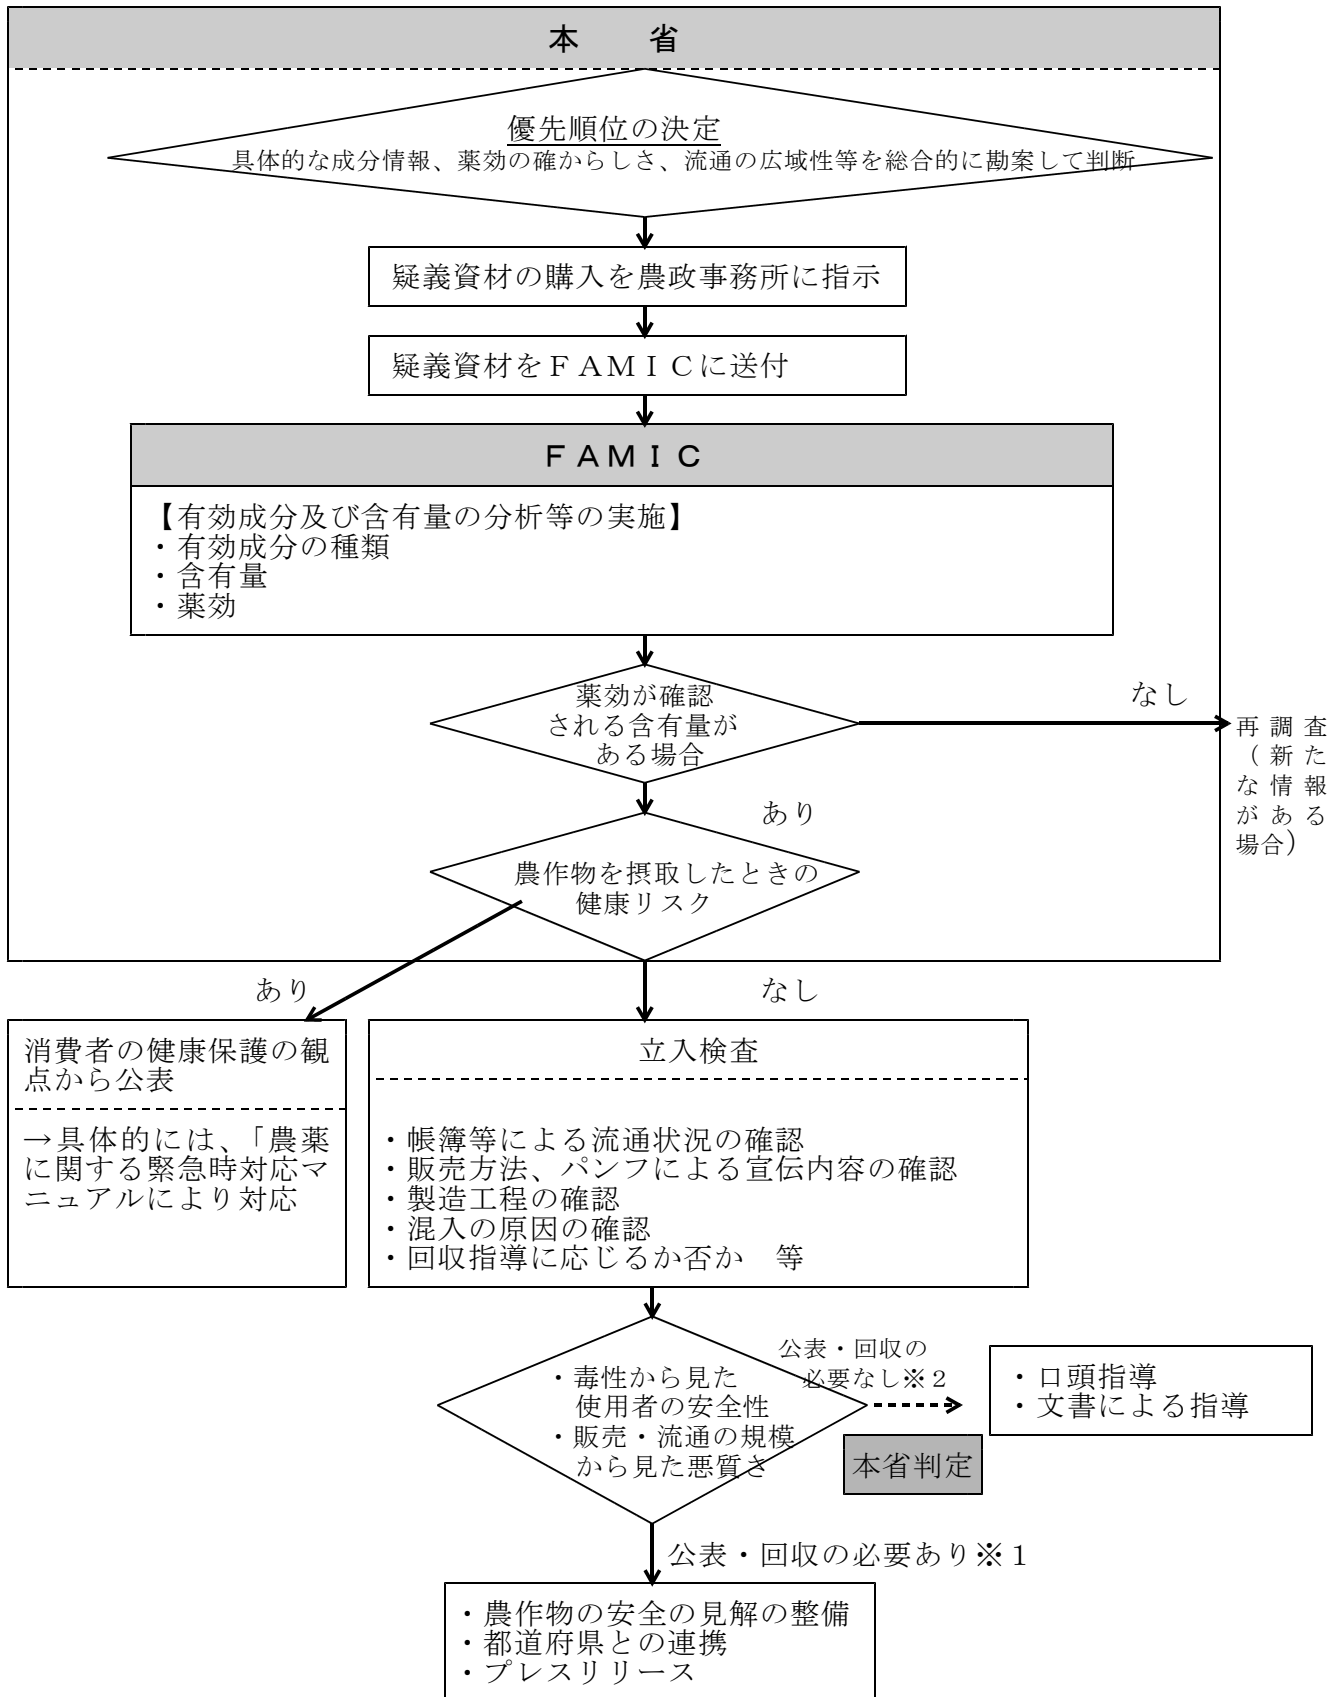 本　　省
優先順位の決定
具体的な成分情報、薬効の確からしさ、流通の広域性等を総合的に勘案して判断
疑義資材の購入を農政事務所に指示
疑義資材をＦＡＭＩＣに送付
ＦＡＭＩＣ
【有効成分及び含有量の分析等の実施】
・有効成分の種類
・含有量
・薬効
薬効が確認
される含有量が
ある場合
なし
再調査
（新た
な情報
がある
場合）
あり
農作物を摂取したときの
健康リスク
あり
なし
消費者の健康保護の観
点から公表
→具体的には、「農薬
に関する緊急時対応マ
ニュアルにより対応
立入検査
・帳簿等による流通状況の確認
・販売方法、パンフによる宣伝内容の確認
・製造工程の確認
・混入の原因の確認
・回収指導に応じるか否か　等
・毒性から見た
使用者の安全性
・販売・流通の規模
から見た悪質さ
公表・回収の
必要なし※２
・口頭指導
・文書による指導
本省判定
公表・回収の必要あり※１
・農作物の安全の見解の整備
・都道府県との連携
・プレスリリース